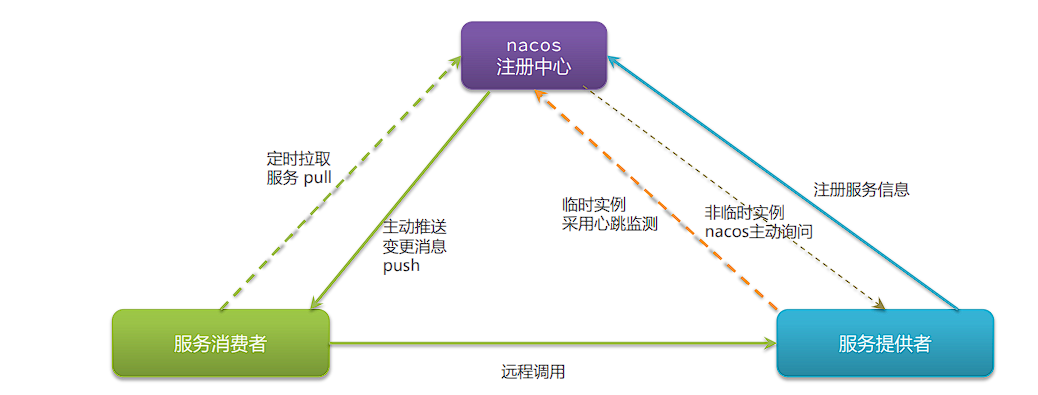 nacos
注册中心
定时拉取
服务 pull
主动推送
变更消息
push
临时实例
采用心跳监测
非临时实例
nacos主动询问
注册服务信息
服务消费者
服务提供者
远程调用